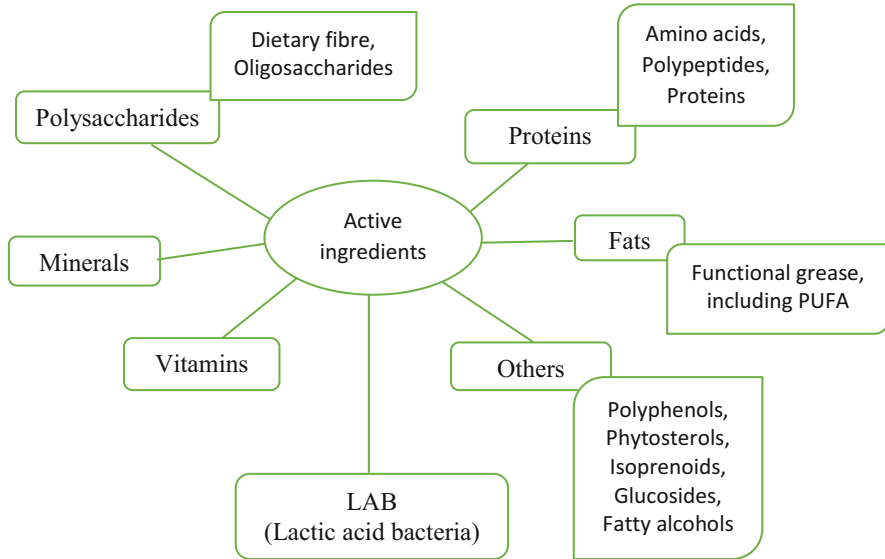 Dietary fibre,
Oligosaccharides
Polysaccharides
Amino acids,
Polypeptides,
Proteins
Proteins
Active
ingredients
Minerals
Fats
Functional grease,
including PUFA
Vitamins
Others
Polyphenols,
Phytosterols,
Isoprenoids,
Glucosides,
Fatty alcohols
LAB
(Lactic acid bacteria)